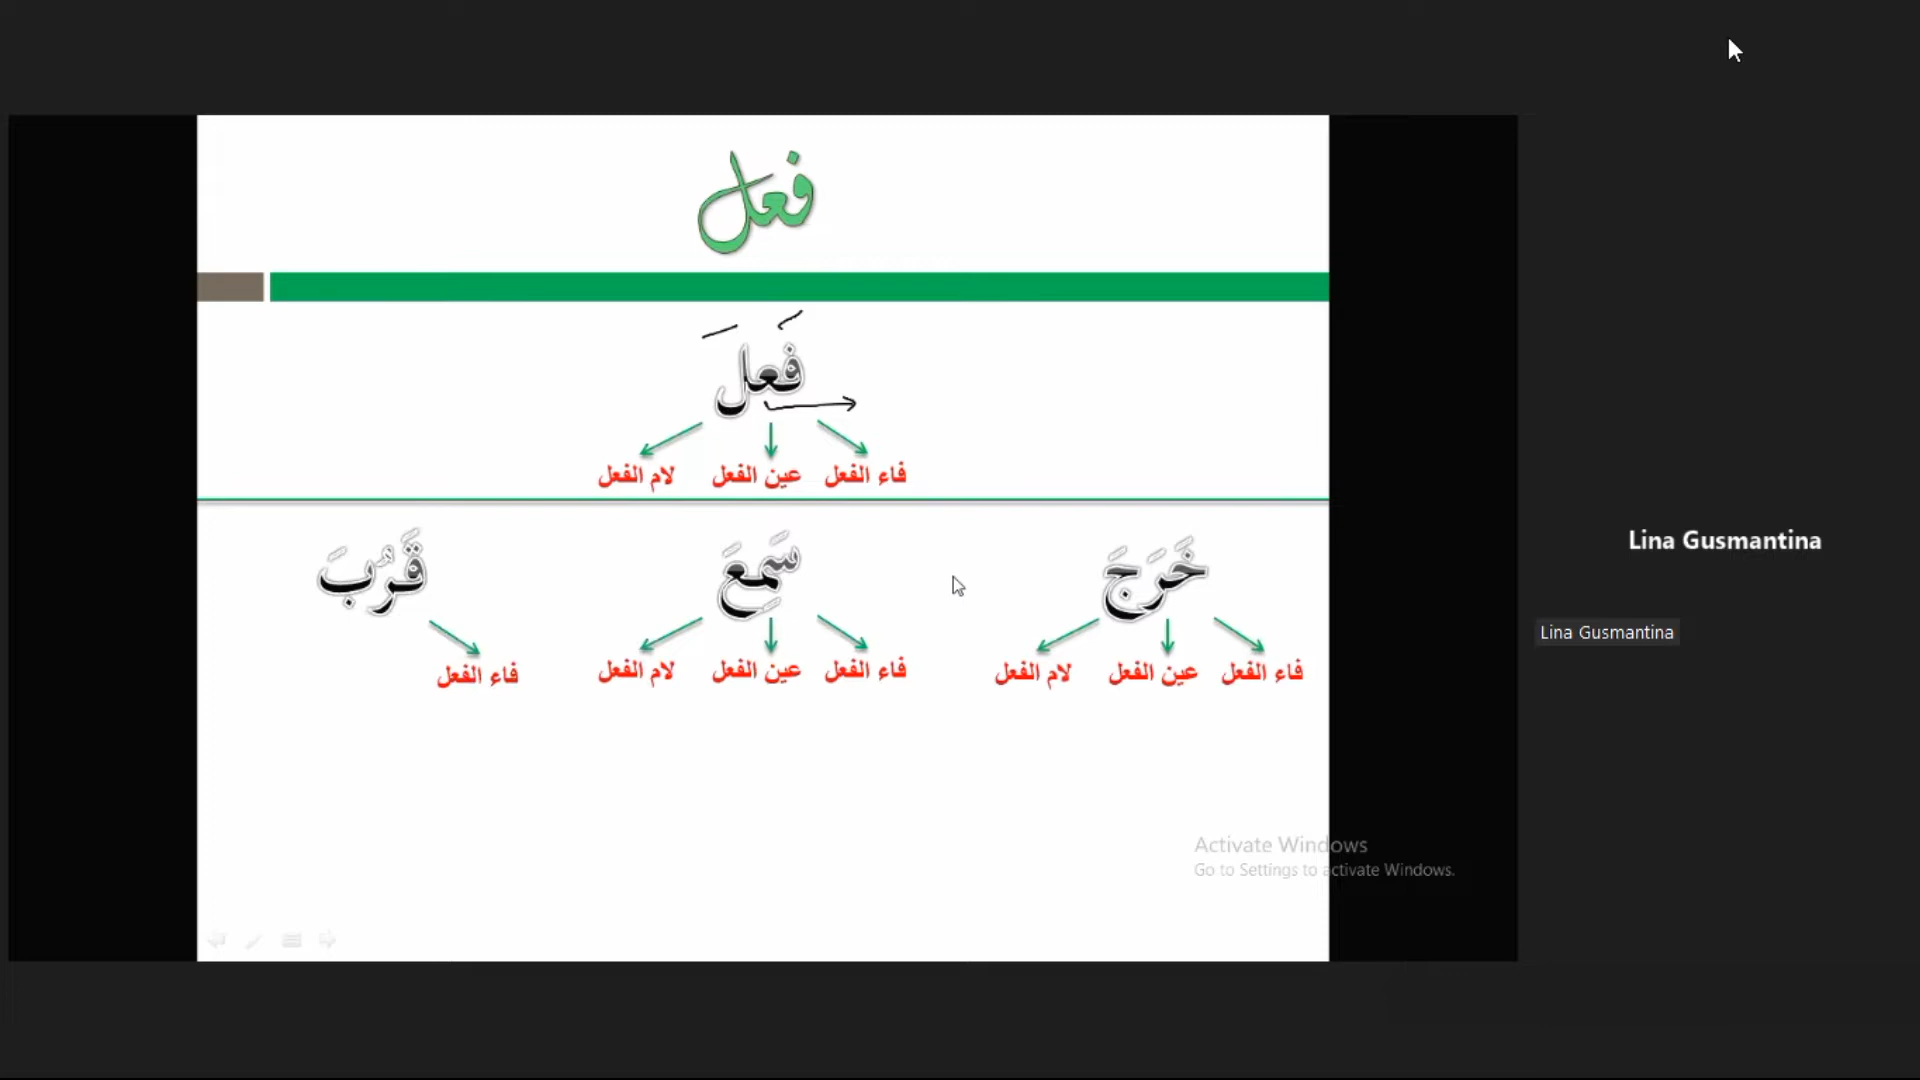 فعل
فَعلَ
فاء الفعل عين الفعل لام الفعل
خَرَجَ سَمِعَ قَرُبَ
فاء الفعل عين الفعل لام الفعل فاء الفعل عين الفعل لام الفعل فاء الفعل
Lina Gusmantina
Lina Gusmantina
Activate Windows
Go to Settings to activate Windows.